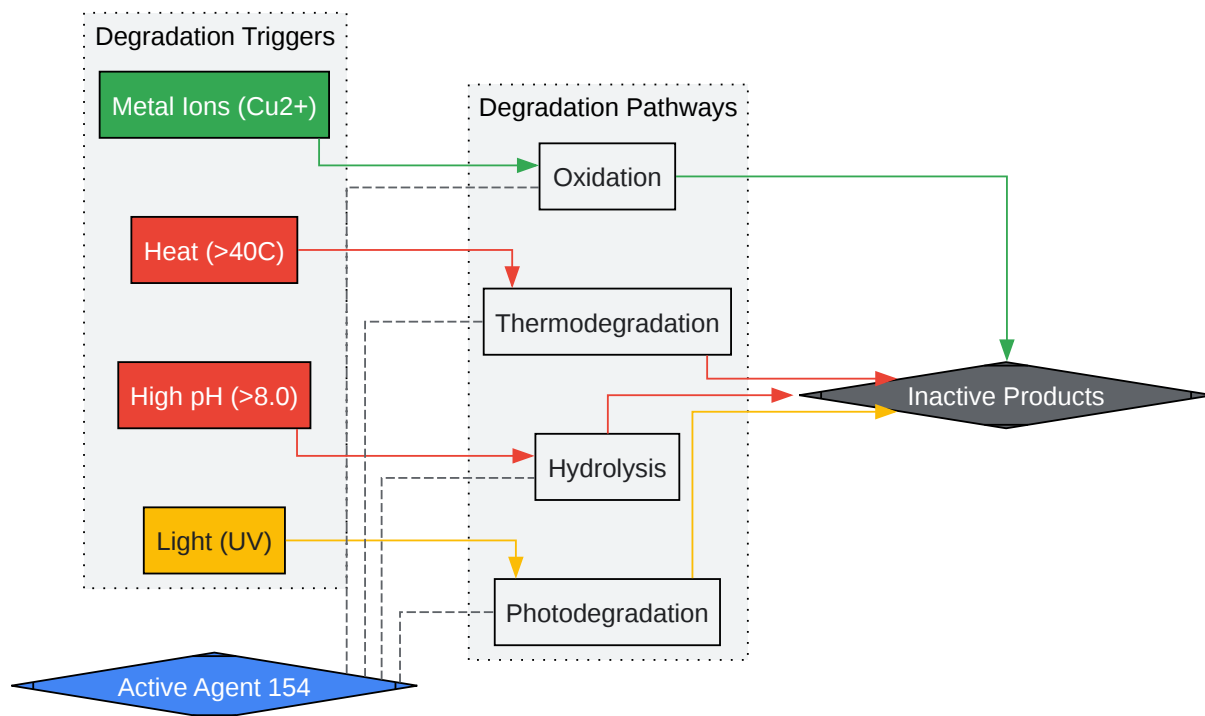 Degradation Triggers
Metal Ions (Cu2+)
Heat (>40C)
High pH (>8.0)
Light (UV)
Degradation Pathways
Oxidation
Thermodegradation
Hydrolysis
Photodegradation
Inactive Products
Active Agent 154